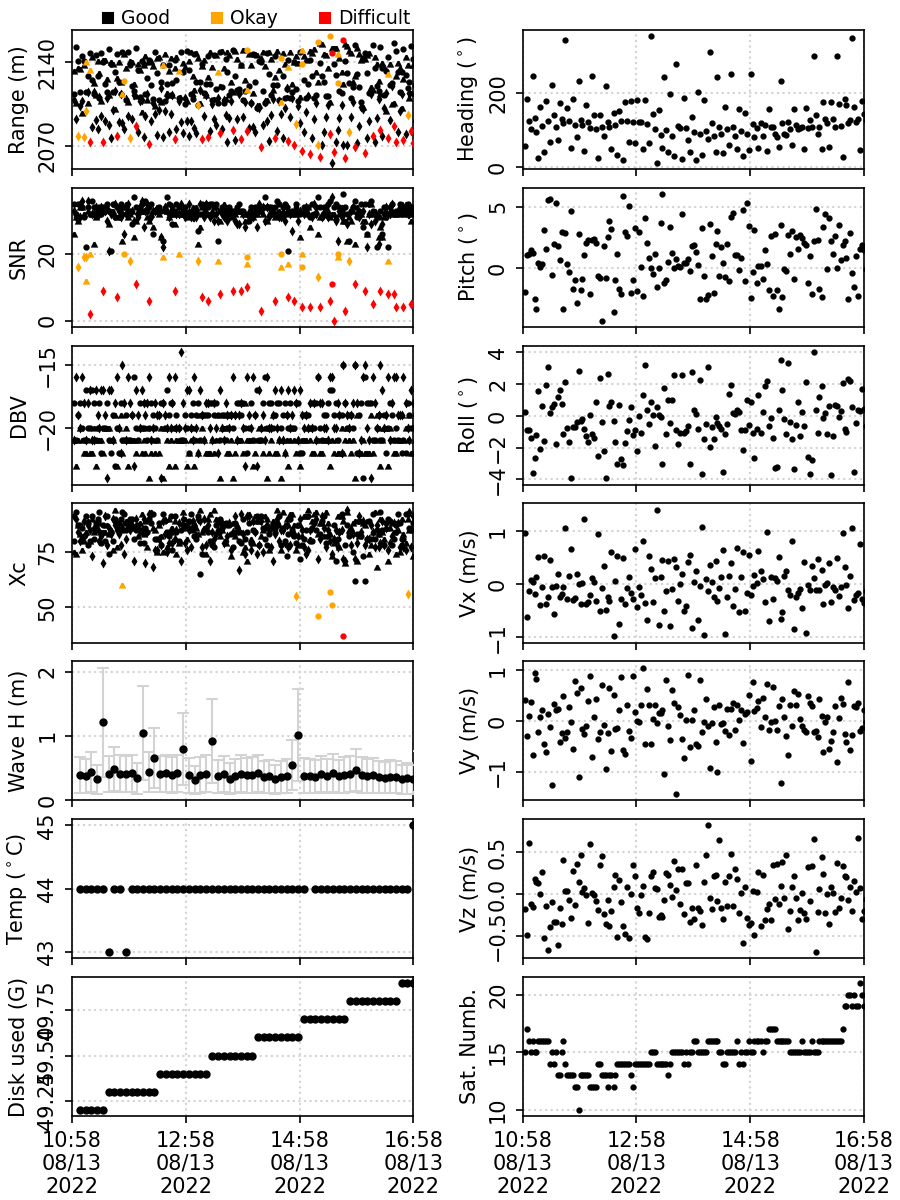 Good Okay Difficult
Range (m)
2140
2070
Heading (°)
200
0
SNR
20
0
Pitch (°)
5
0
DBV
−15
−20
Roll (°)
4
2
0
−2
−4
Xc
75
50
Vx (m/s)
1
0
−1
Wave H (m)
2
1
0
Vy (m/s)
1
0
−1
Temp (°C)
45
44
43
Vz (m/s)
0.5
0.0
−0.5
Disk used (G)
49.75
49.50
49.25
Sat. Numb.
20
15
10
10:58 12:58 14:58 16:58 10:58 12:58 14:58 16:58
08/13 08/13 08/13 08/13 08/13 08/13 08/13 08/13
2022 2022 2022 2022 2022 2022 2022 2022